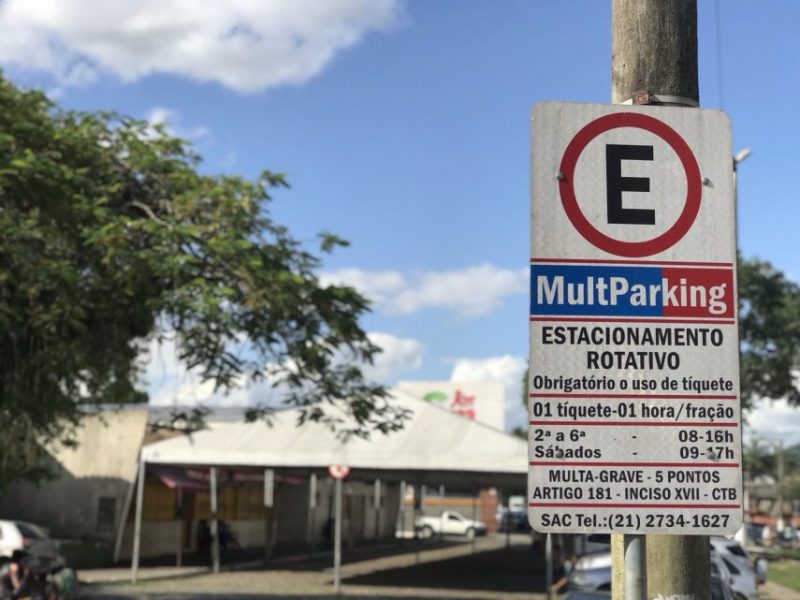 E
MultParking
ESTACIONAMENTO
ROTATIVO
Obrigatório o uso de tíquete
01 tíquete-01 hora/fração
2ª a 6ª - 08-16h
Sábados - 09-17h
MULTA-GRAVE - 5 PONTOS
ARTIGO 181 - INCISO XVII - CTB
SAC Tel.:(21) 2734-1627